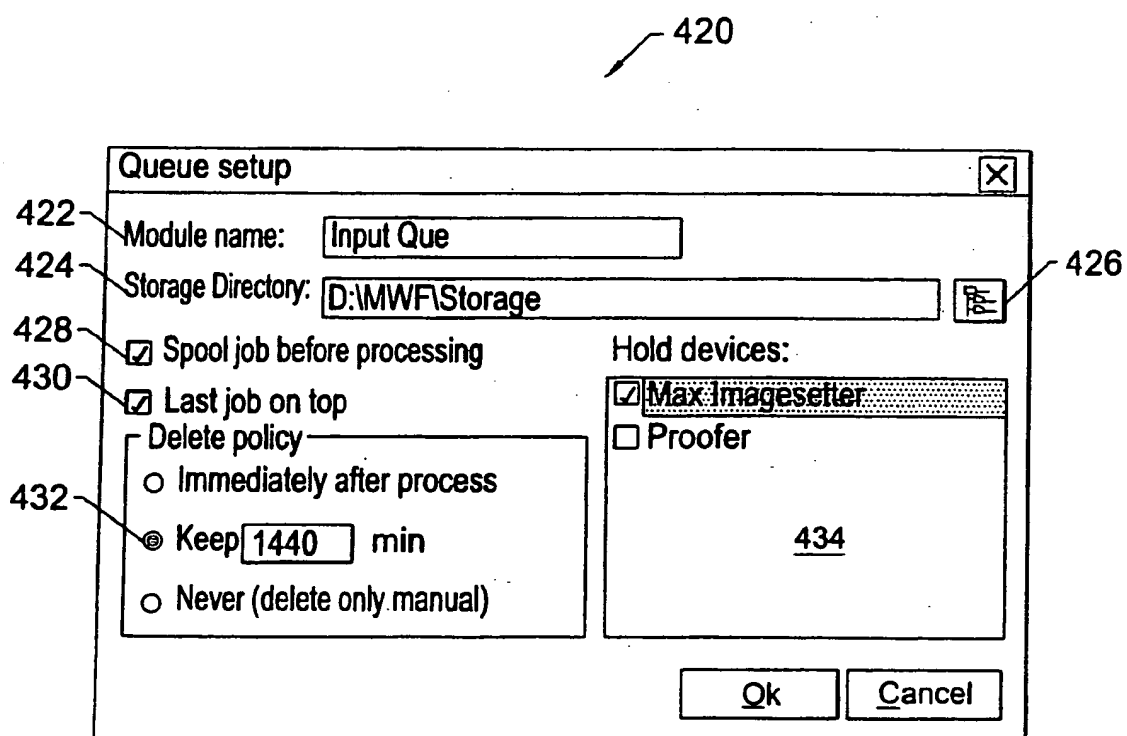 420
Queue setup
422
Module name: Input Que
424
Storage Directory: D:\MWF\Storage
426
428
Spool job before processing
Hold devices:
430
Last job on top
Max Imagesetter
Delete policy
Proofer
Immediately after process
432
Keep 1440 min
434
Never (delete only manual)
Ok Cancel